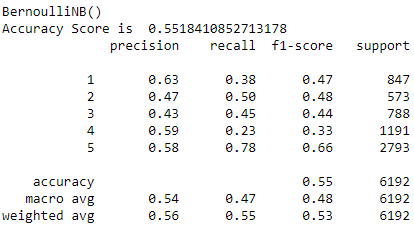 BernoulliNB()
Accuracy Score is 0.5518410852713178
precision recall f1-score support
1 0.63 0.38 0.47 847
2 0.47 0.50 0.48 573
3 0.43 0.45 0.44 788
4 0.59 0.23 0.33 1191
5 0.58 0.78 0.66 2793
accuracy 0.55 6192
macro avg 0.54 0.47 0.48 6192
weighted avg 0.56 0.55 0.53 6192